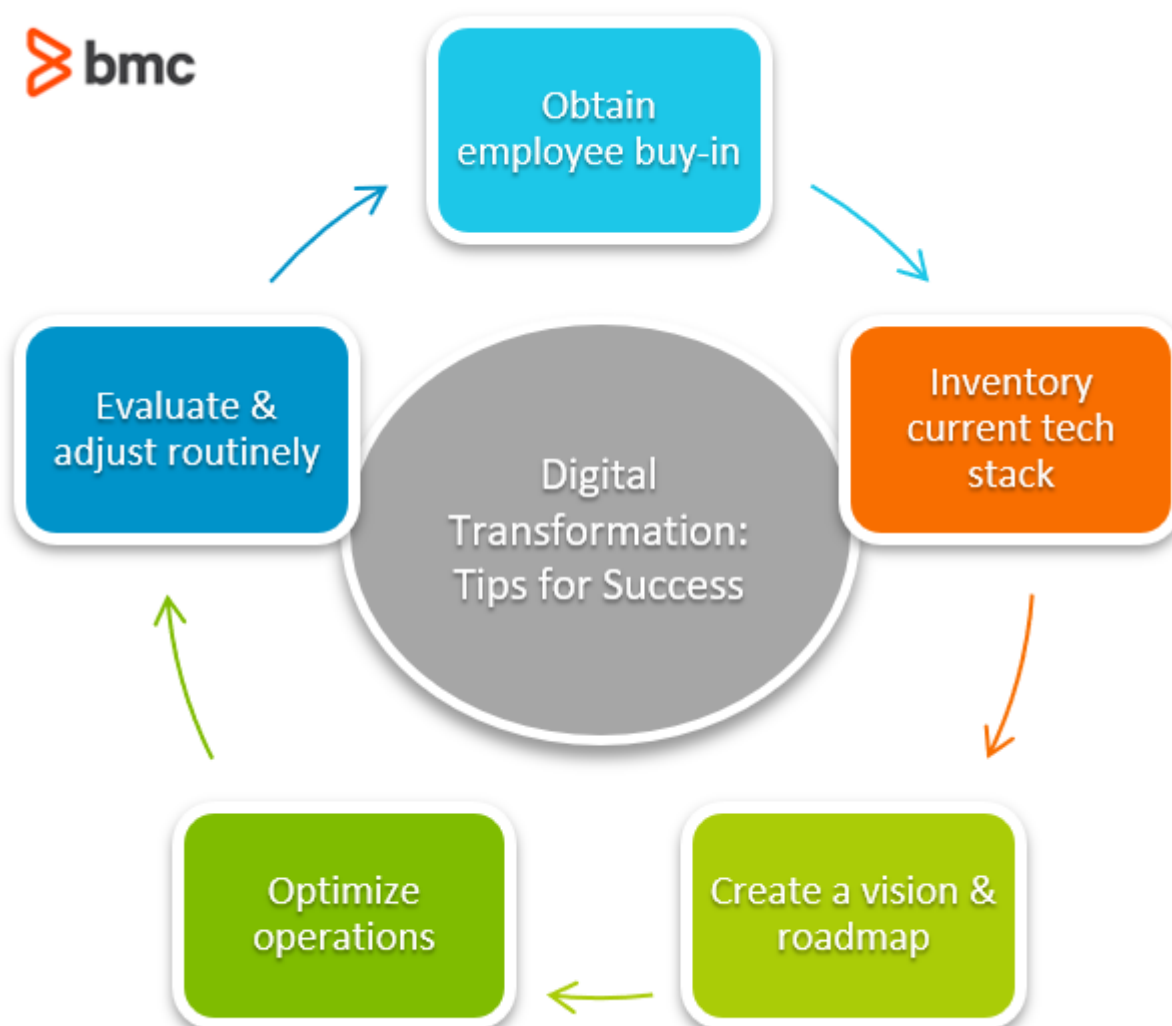 bmc
Obtain
employee buy-in
Inventory
current tech
stack
Create a vision &
roadmap
Optimize
operations
Evaluate &
adjust routinely
Digital
Transformation:
Tips for Success